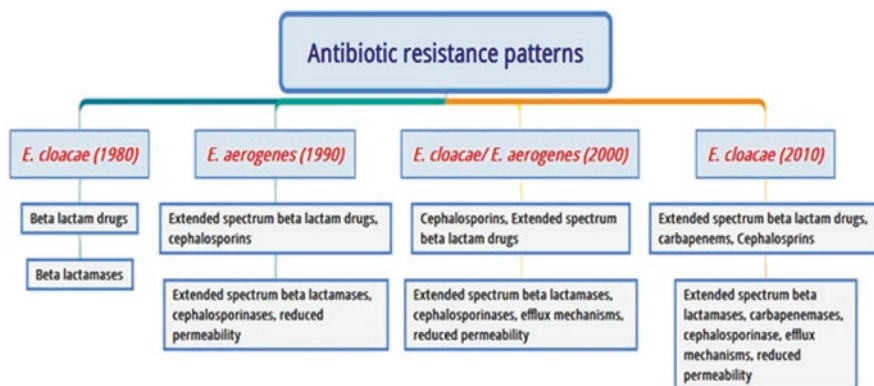 Antibiotic resistance patterns
E. cloacae (1980)
E. aerogenes (1990)
E. cloacae/ E. aerogenes (2000)
E. cloacae (2010)
Beta lactam drugs
Extended spectrum beta lactam drugs,
cephalosporins
Cephalosporins, Extended spectrum
beta lactam drugs
Extended spectrum beta lactam drugs,
carbapenems, Cephalosprins
Beta lactamases
Extended spectrum beta lactamases,
cephalosporinases, reduced
permeability
Extended spectrum beta lactamases,
cephalosporinases, efflux mechanisms,
reduced permeability
Extended spectrum beta
lactamases, carbapenemases,
cephalosporinase, efflux
mechanisms, reduced
permeability